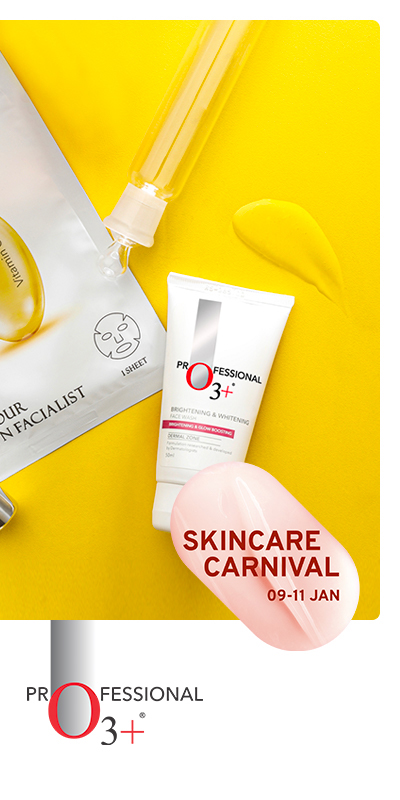 Vitamin C
1 SHEET
OUR
N FACIALIST
PROFESSIONAL
O3+®
BRIGHTENING & WHITENING
FACE WASH
BRIGHTENING & GLOW BOOSTING
DERMAL ZONE
SKINCARE
CARNIVAL
09-11 JAN
PROFESSIONAL
3+®